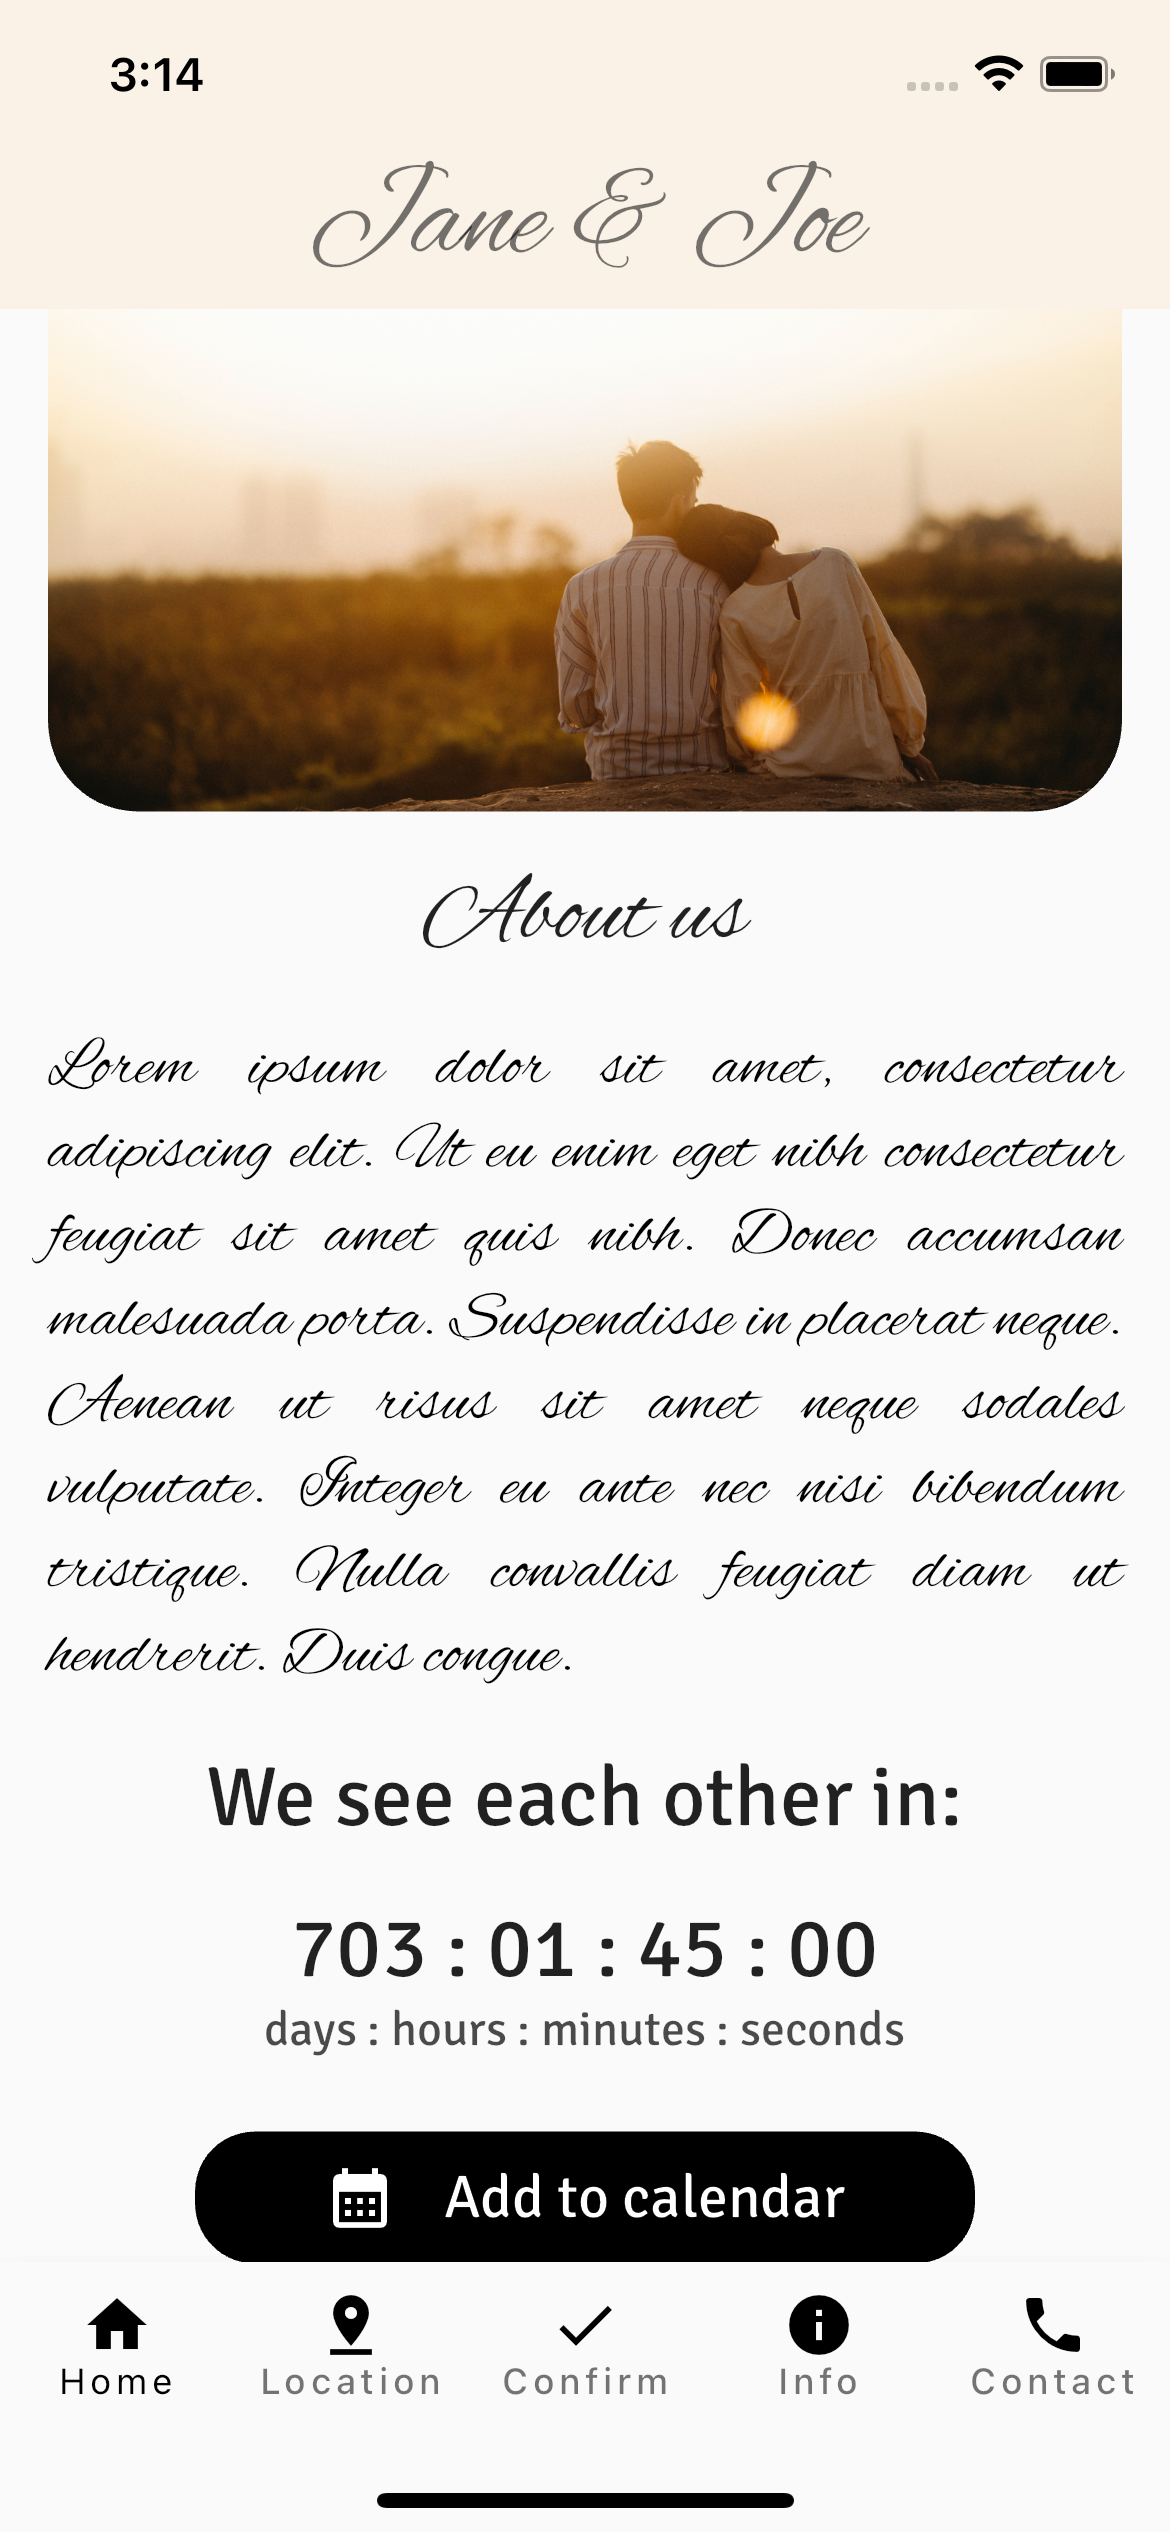 3:14
Jane & Joe
About us
Lorem ipsum dolor sit amet, consectetur
adipiscing elit. Ut eu enim eget nibh consectetur
feugiat sit amet quis nibh. Donec accumsan
malesuada porta. Suspendisse in placerat neque.
Aenean ut risus sit amet neque sodales
vulputate. Integer eu ante nec nisi bibendum
tristique. Nulla convallis feugiat diam ut
hendrerit. Duis congue.
We see each other in:
703 : 01 : 45 : 00
days : hours : minutes : seconds
Add to calendar
Home Location Confirm Info Contact